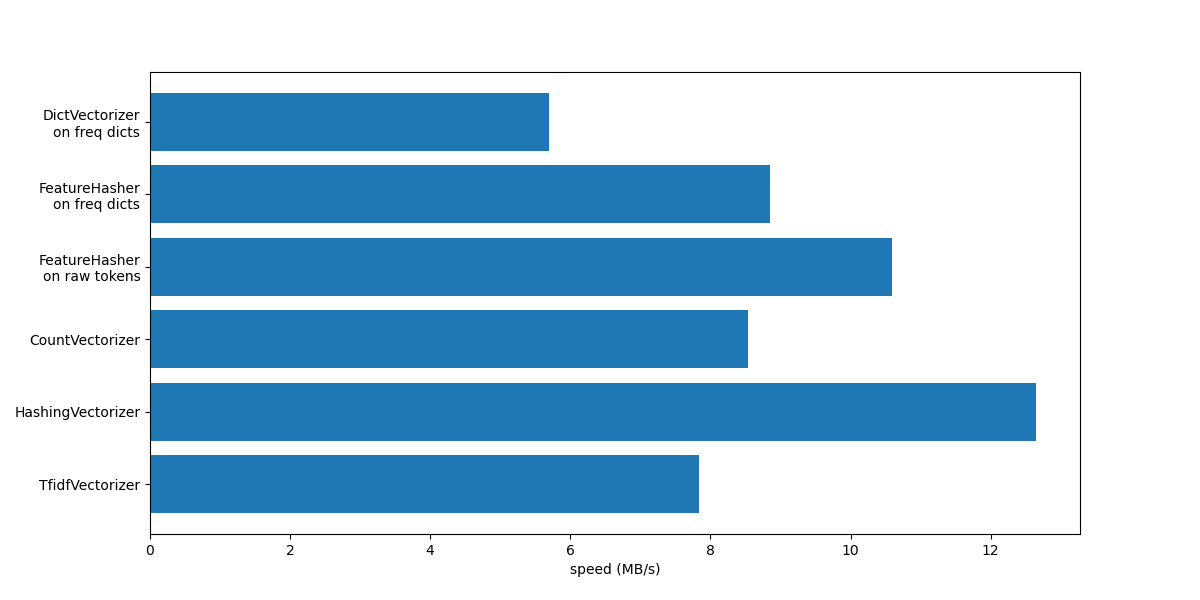 DictVectorizer
on freq dicts
FeatureHasher
on freq dicts
FeatureHasher
on raw tokens
CountVectorizer
HashingVectorizer
TfidfVectorizer
0 2 4 6 8 10 12
speed (MB/s)